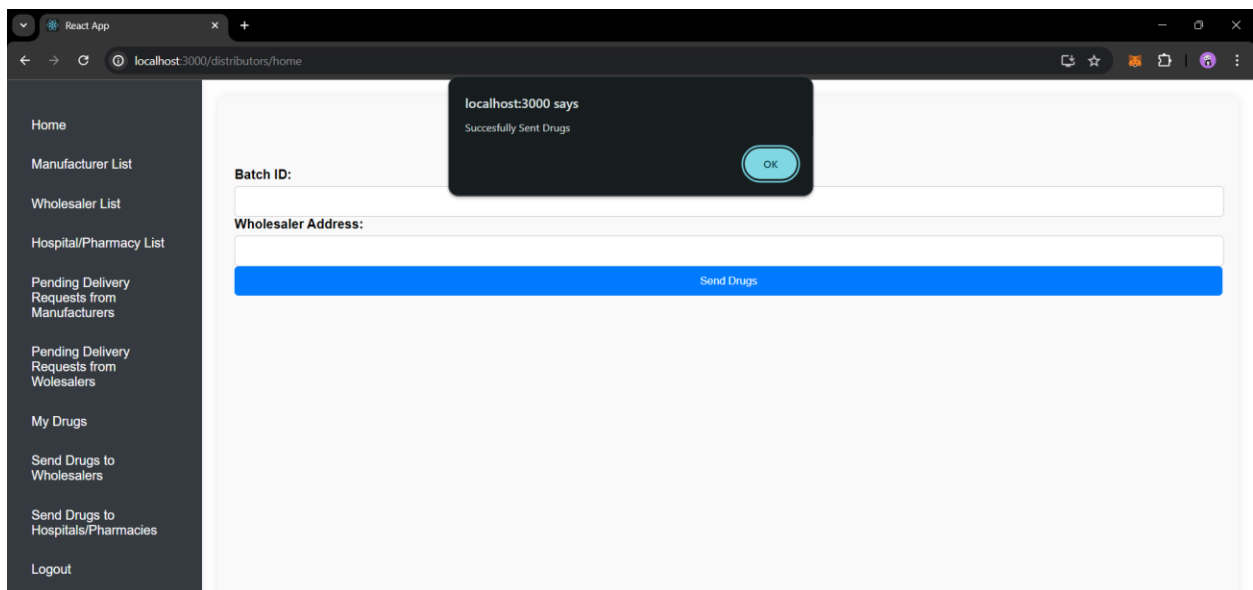 React App
localhost:3000/distributors/home
localhost:3000 says
Succesfully Sent Drugs
OK
Home
Manufacturer List
Wholesaler List
Hospital/Pharmacy List
Pending Delivery
Requests from
Manufacturers
Pending Delivery
Requests from
Wolesalers
My Drugs
Send Drugs to
Wholesalers
Send Drugs to
Hospitals/Pharmacies
Logout
Batch ID:
Wholesaler Address:
Send Drugs